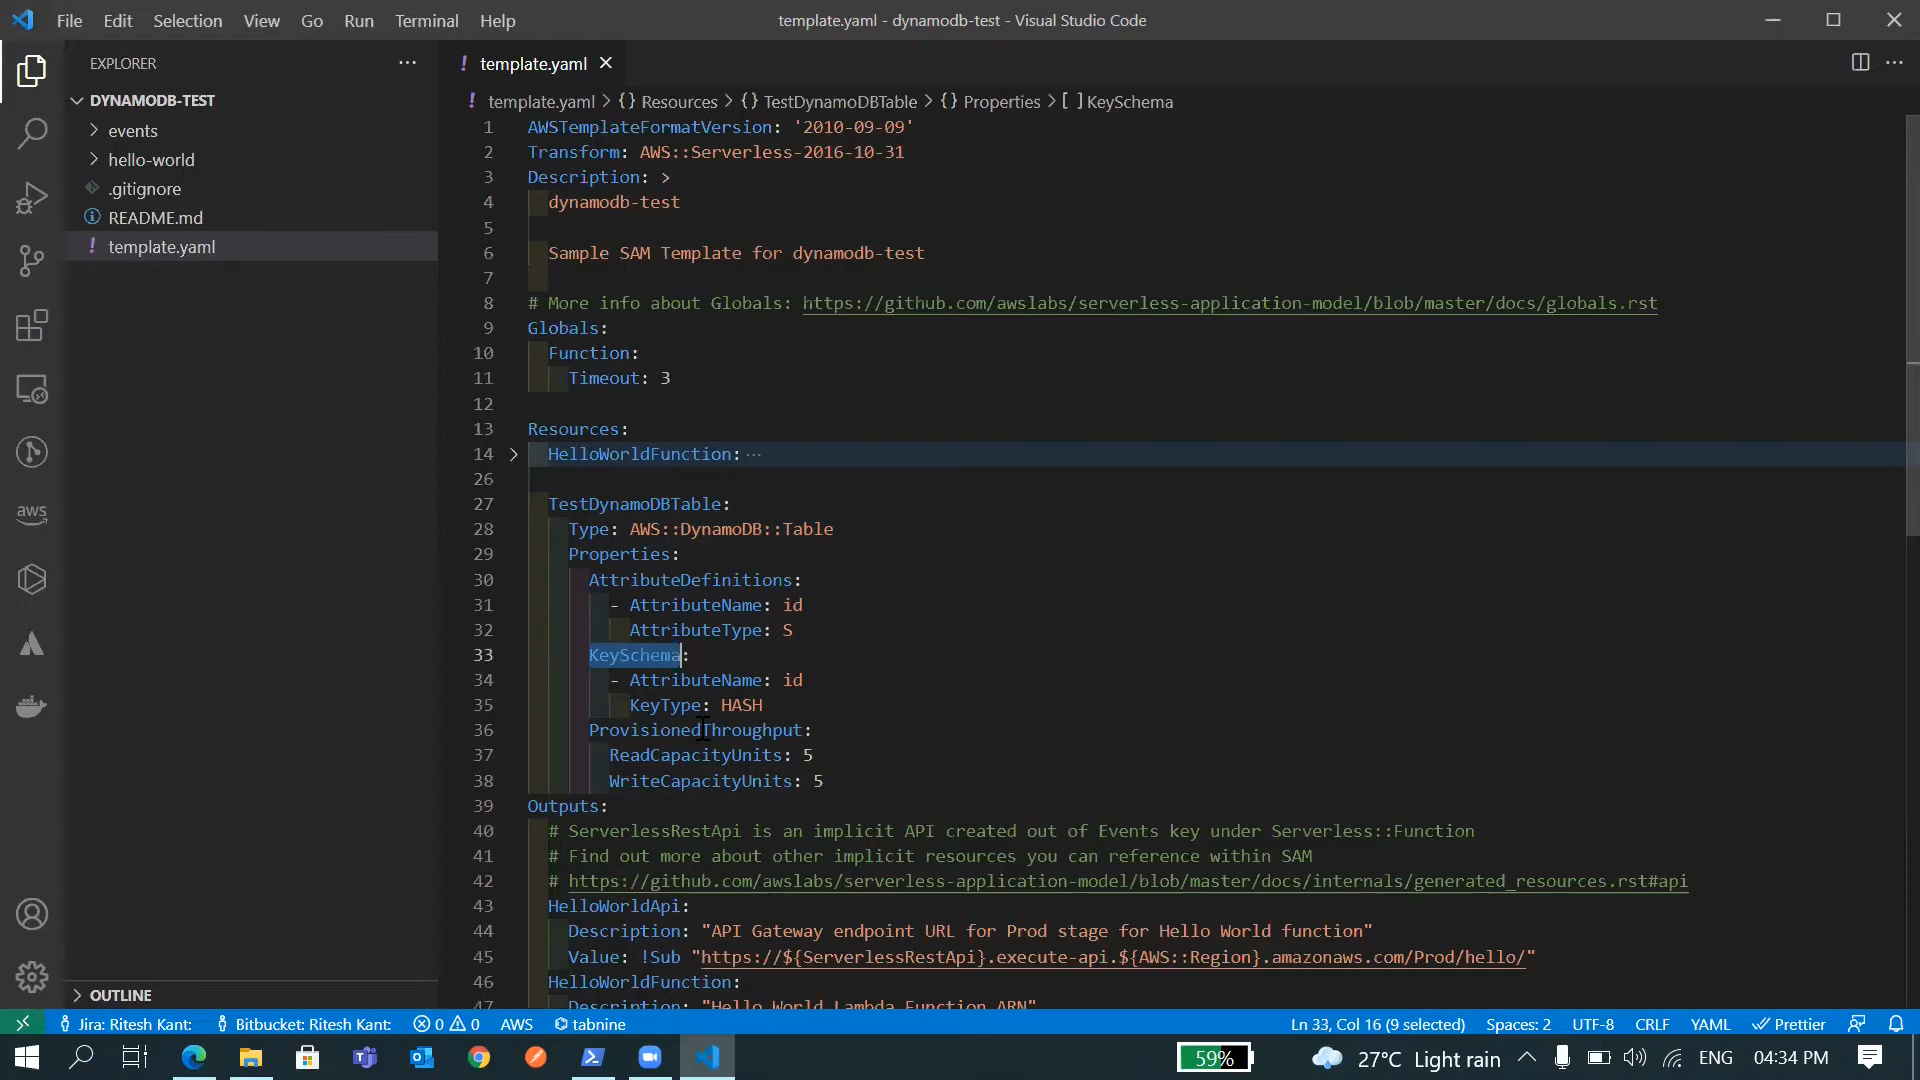 File Edit Selection View Go Run Terminal Help
template.yaml - dynamodb-test - Visual Studio Code
EXPLORER
DYNAMODB-TEST
events
hello-world
.gitignore
README.md
template.yaml
OUTLINE
template.yaml
template.yaml > {} Resources > {} TestDynamoDBTable > {} Properties > [ ] KeySchema
1 AWSTemplateFormatVersion: '2010-09-09'
2 Transform: AWS::Serverless-2016-10-31
3 Description: >
4 dynamodb-test
5
6 Sample SAM Template for dynamodb-test
7
8 # More info about Globals: https://github.com/awslabs/serverless-application-model/blob/master/docs/globals.rst
9 Globals:
10 Function:
11 Timeout: 3
12
13 Resources:
14 HelloWorldFunction: ...
26
27 TestDynamoDBTable:
28 Type: AWS::DynamoDB::Table
29 Properties:
30 AttributeDefinitions:
31 - AttributeName: id
32 AttributeType: S
33 KeySchema:
34 - AttributeName: id
35 KeyType: HASH
36 ProvisionedThroughput:
37 ReadCapacityUnits: 5
38 WriteCapacityUnits: 5
39 Outputs:
40 # ServerlessRestApi is an implicit API created out of Events key under Serverless::Function
41 # Find out more about other implicit resources you can reference within SAM
42 # https://github.com/awslabs/serverless-application-model/blob/master/docs/internals/generated_resources.rst#api
43 HelloWorldApi:
44 Description: "API Gateway endpoint URL for Prod stage for Hello World function"
45 Value: !Sub "https://${ServerlessRestApi}.execute-api.${AWS::Region}.amazonaws.com/Prod/hello/"
46 HelloWorldFunction:
47 Description: "Hello World Lambda Function ARN"
aws
Jira: Ritesh Kant: Bitbucket: Ritesh Kant: 0 0 AWS tabnine
Ln 33, Col 16 (9 selected) Spaces: 2 UTF-8 CRLF YAML Prettier
59% 27°C Light rain ENG 04:34 PM